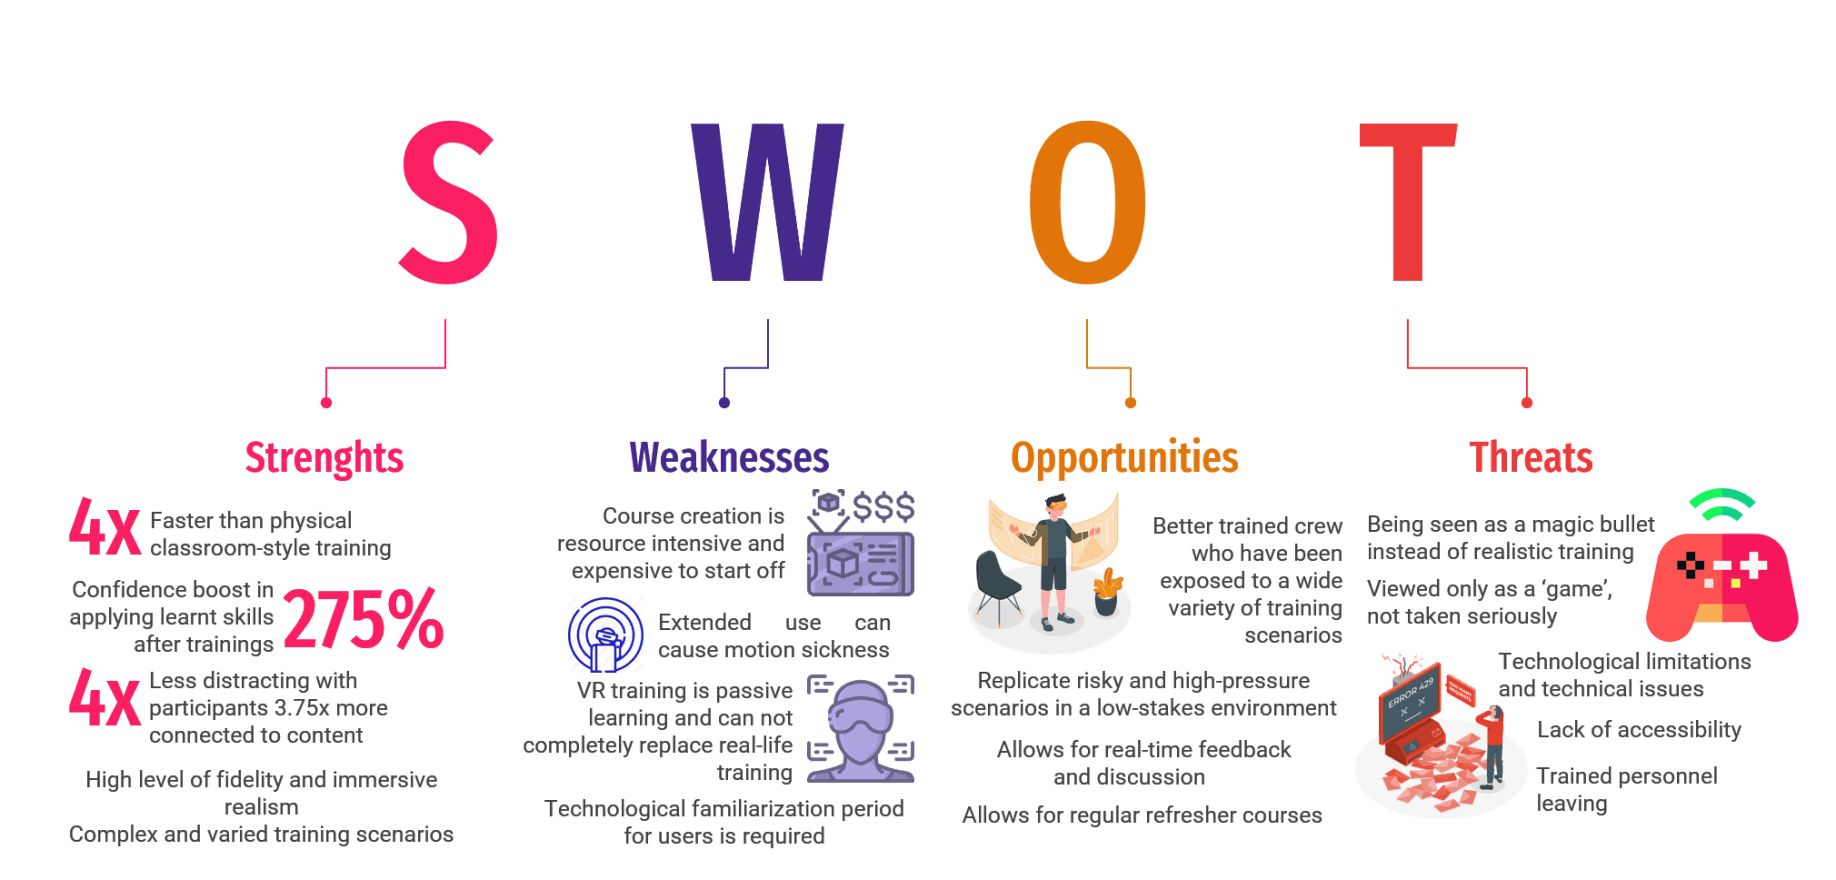 S W O T
Strenghts
4x
Faster than physical
classroom-style training
Confidence boost in
applying learnt skills
after trainings
275%
4x
Less distracting with
participants 3.75x more
connected to content
High level of fidelity and immersive
realism
Complex and varied training scenarios
Weaknesses
Course creation is
resource intensive and
expensive to start off
$$$
Extended use can
cause motion sickness
VR training is passive
learning and can not
completely replace real-life
training
Technological familiarization period
for users is required
Opportunities
Better trained crew
who have been
exposed to a wide
variety of training
scenarios
Replicate risky and high-pressure
scenarios in a low-stakes environment
Allows for real-time feedback
and discussion
Allows for regular refresher courses
Threats
Being seen as a magic bullet
instead of realistic training
Viewed only as a ‘game’,
not taken seriously
ERROR 429
TOO MANY
REQUESTS
Technological limitations
and technical issues
Lack of accessibility
Trained personnel
leaving